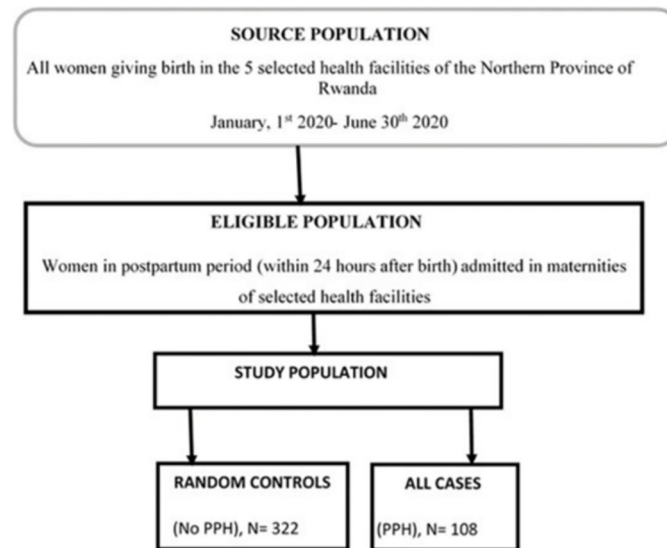 SOURCE POPULATION
All women giving birth in the 5 selected health facilities of the Northern Province of
Rwanda
January, 1st 2020- June 30th 2020
ELIGIBLE POPULATION
Women in postpartum period (within 24 hours after birth) admitted in maternities
of selected health facilities
STUDY POPULATION
RANDOM CONTROLS
(No PPH), N= 322
ALL CASES
(PPH), N= 108